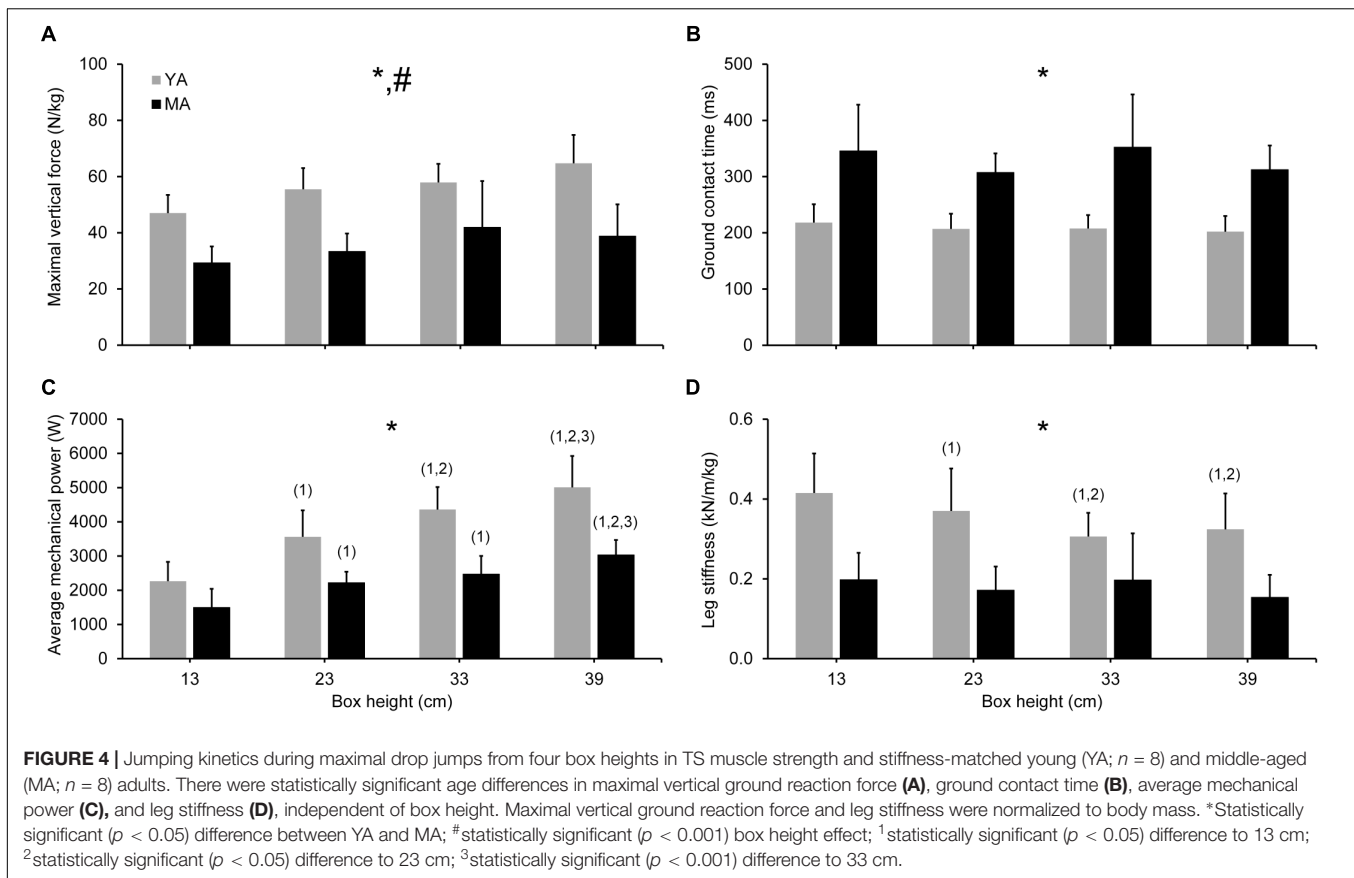 A
Maximal vertical force (N/kg)
100
80
60
40
20
0
YA
MA
*,#
B
Ground contact time (ms)
500
400
300
200
100
0
*
C
Average mechanical power (W)
7000
6000
5000
4000
3000
2000
1000
0
*
(1)
(1)
(1,2)
(1)
(1,2,3)
(1,2,3)
13 23 33 39
Box height (cm)
D
Leg stiffness (kN/m/kg)
0.6
0.4
0.2
0.0
*
(1)
(1,2)
(1,2)
13 23 33 39
Box height (cm)
FIGURE 4 | Jumping kinetics during maximal drop jumps from four box heights in TS muscle strength and stiffness-matched young (YA; n = 8) and middle-aged
(MA; n = 8) adults. There were statistically significant age differences in maximal vertical ground reaction force (A), ground contact time (B), average mechanical
power (C), and leg stiffness (D), independent of box height. Maximal vertical ground reaction force and leg stiffness were normalized to body mass. *Statistically
significant (p < 0.05) difference between YA and MA; #statistically significant (p < 0.001) box height effect; 1statistically significant (p < 0.05) difference to 13 cm;
2statistically significant (p < 0.05) difference to 23 cm; 3statistically significant (p < 0.001) difference to 33 cm.